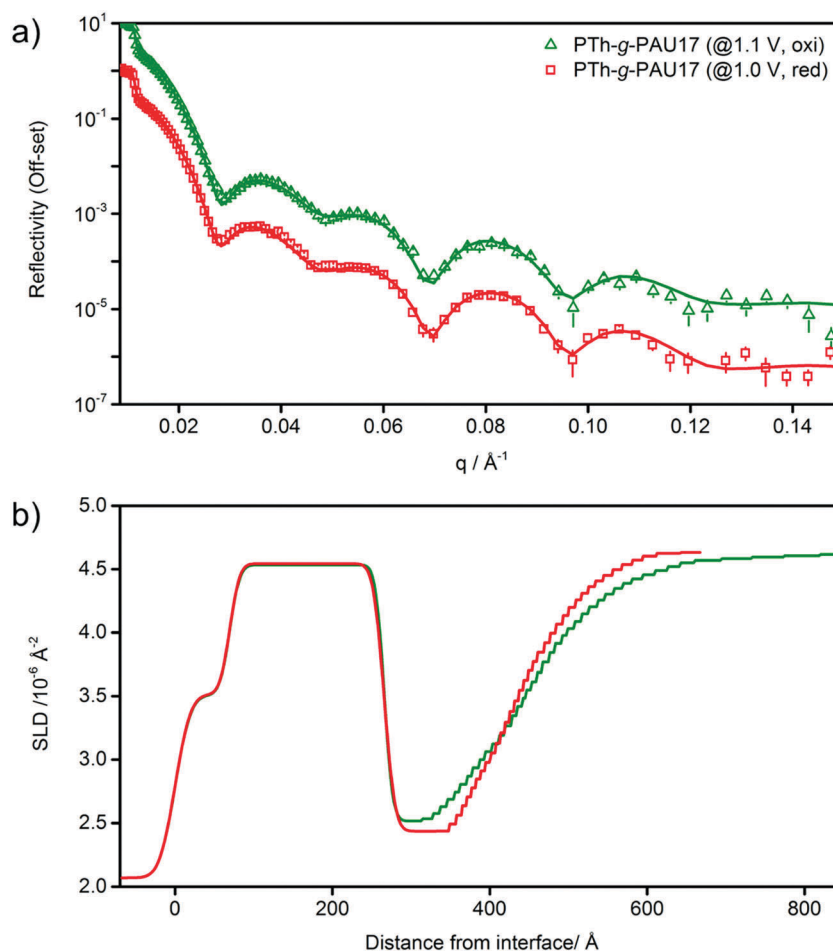 a)
10¹
PTh-g-PAU17 (@1.1 V, oxi)
PTh-g-PAU17 (@1.0 V, red)
10⁻¹
10⁻³
10⁻⁵
10⁻⁷
Reflectivity (Off-set)
0.02 0.04 0.06 0.08 0.10 0.12 0.14
q / Å⁻¹
b)
5.0
4.5
4.0
3.5
3.0
2.5
2.0
SLD /10⁻⁶ Å⁻²
0 200 400 600 800
Distance from interface/ Å